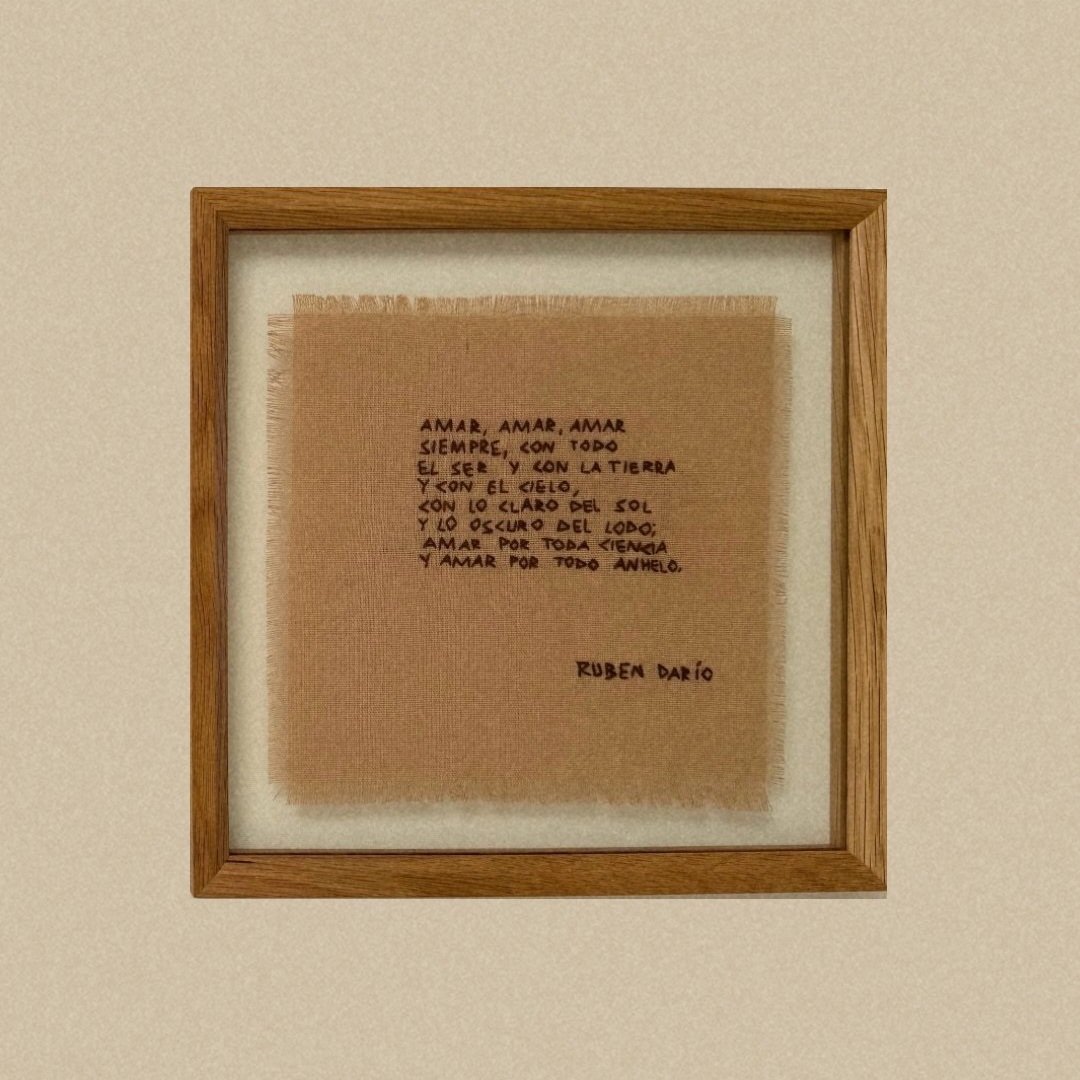 AMAR, AMAR, AMAR
SIEMPRE, CON TODO
EL SER Y CON LA TIERRA
Y CON EL CIELO,
CON LO CLARO DEL SOL
Y LO OSCURO DEL LODO;
AMAR POR TODA CIENCIA
Y AMAR POR TODO ANHELO.
RUBEN DARÍO